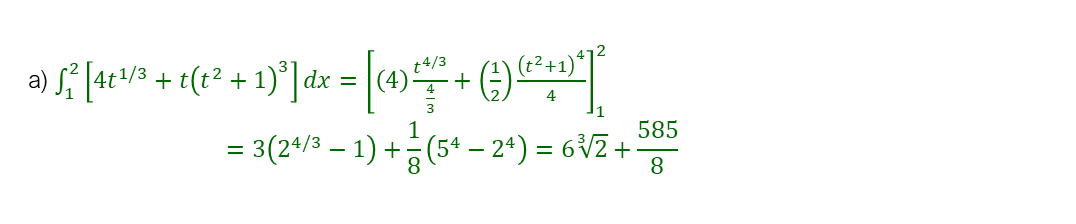 a) ∫₁² [4t^{1/3} + t(t² + 1)³] dx = [(4) t^{4/3}/(4/3) + (1/2) (t²+1)⁴/4]₁²
= 3(2^{4/3} − 1) + 1/8 (5⁴ − 2⁴) = 6∛2 + 585/8